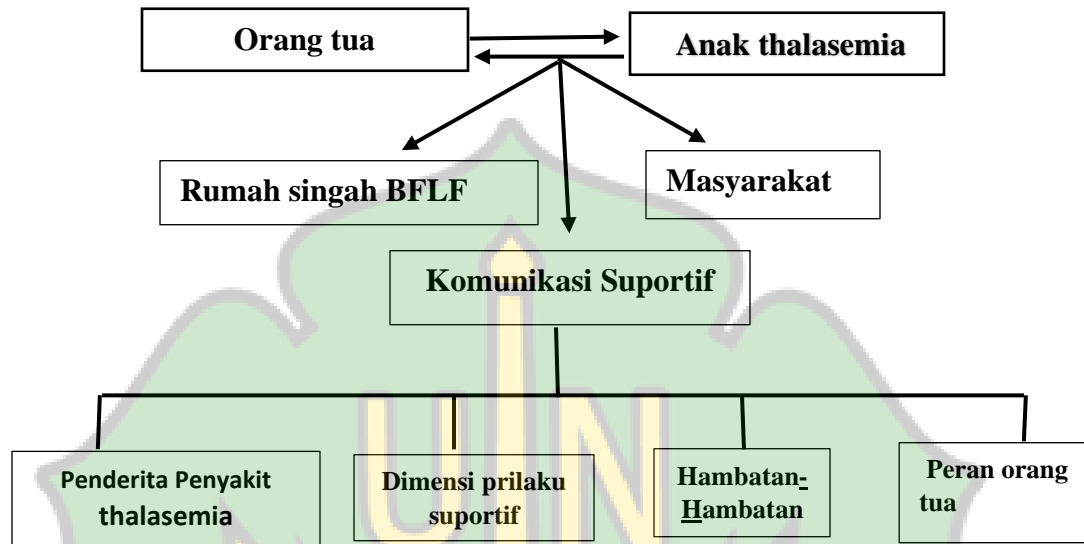 Orang tua
Anak thalasemia
Rumah singah BFLF
Masyarakat
Komunikasi Suportif
Penderita Penyakit
thalasemia
Dimensi prilaku
suportif
Hambatan-
Hambatan
Peran orang
tua
UIN